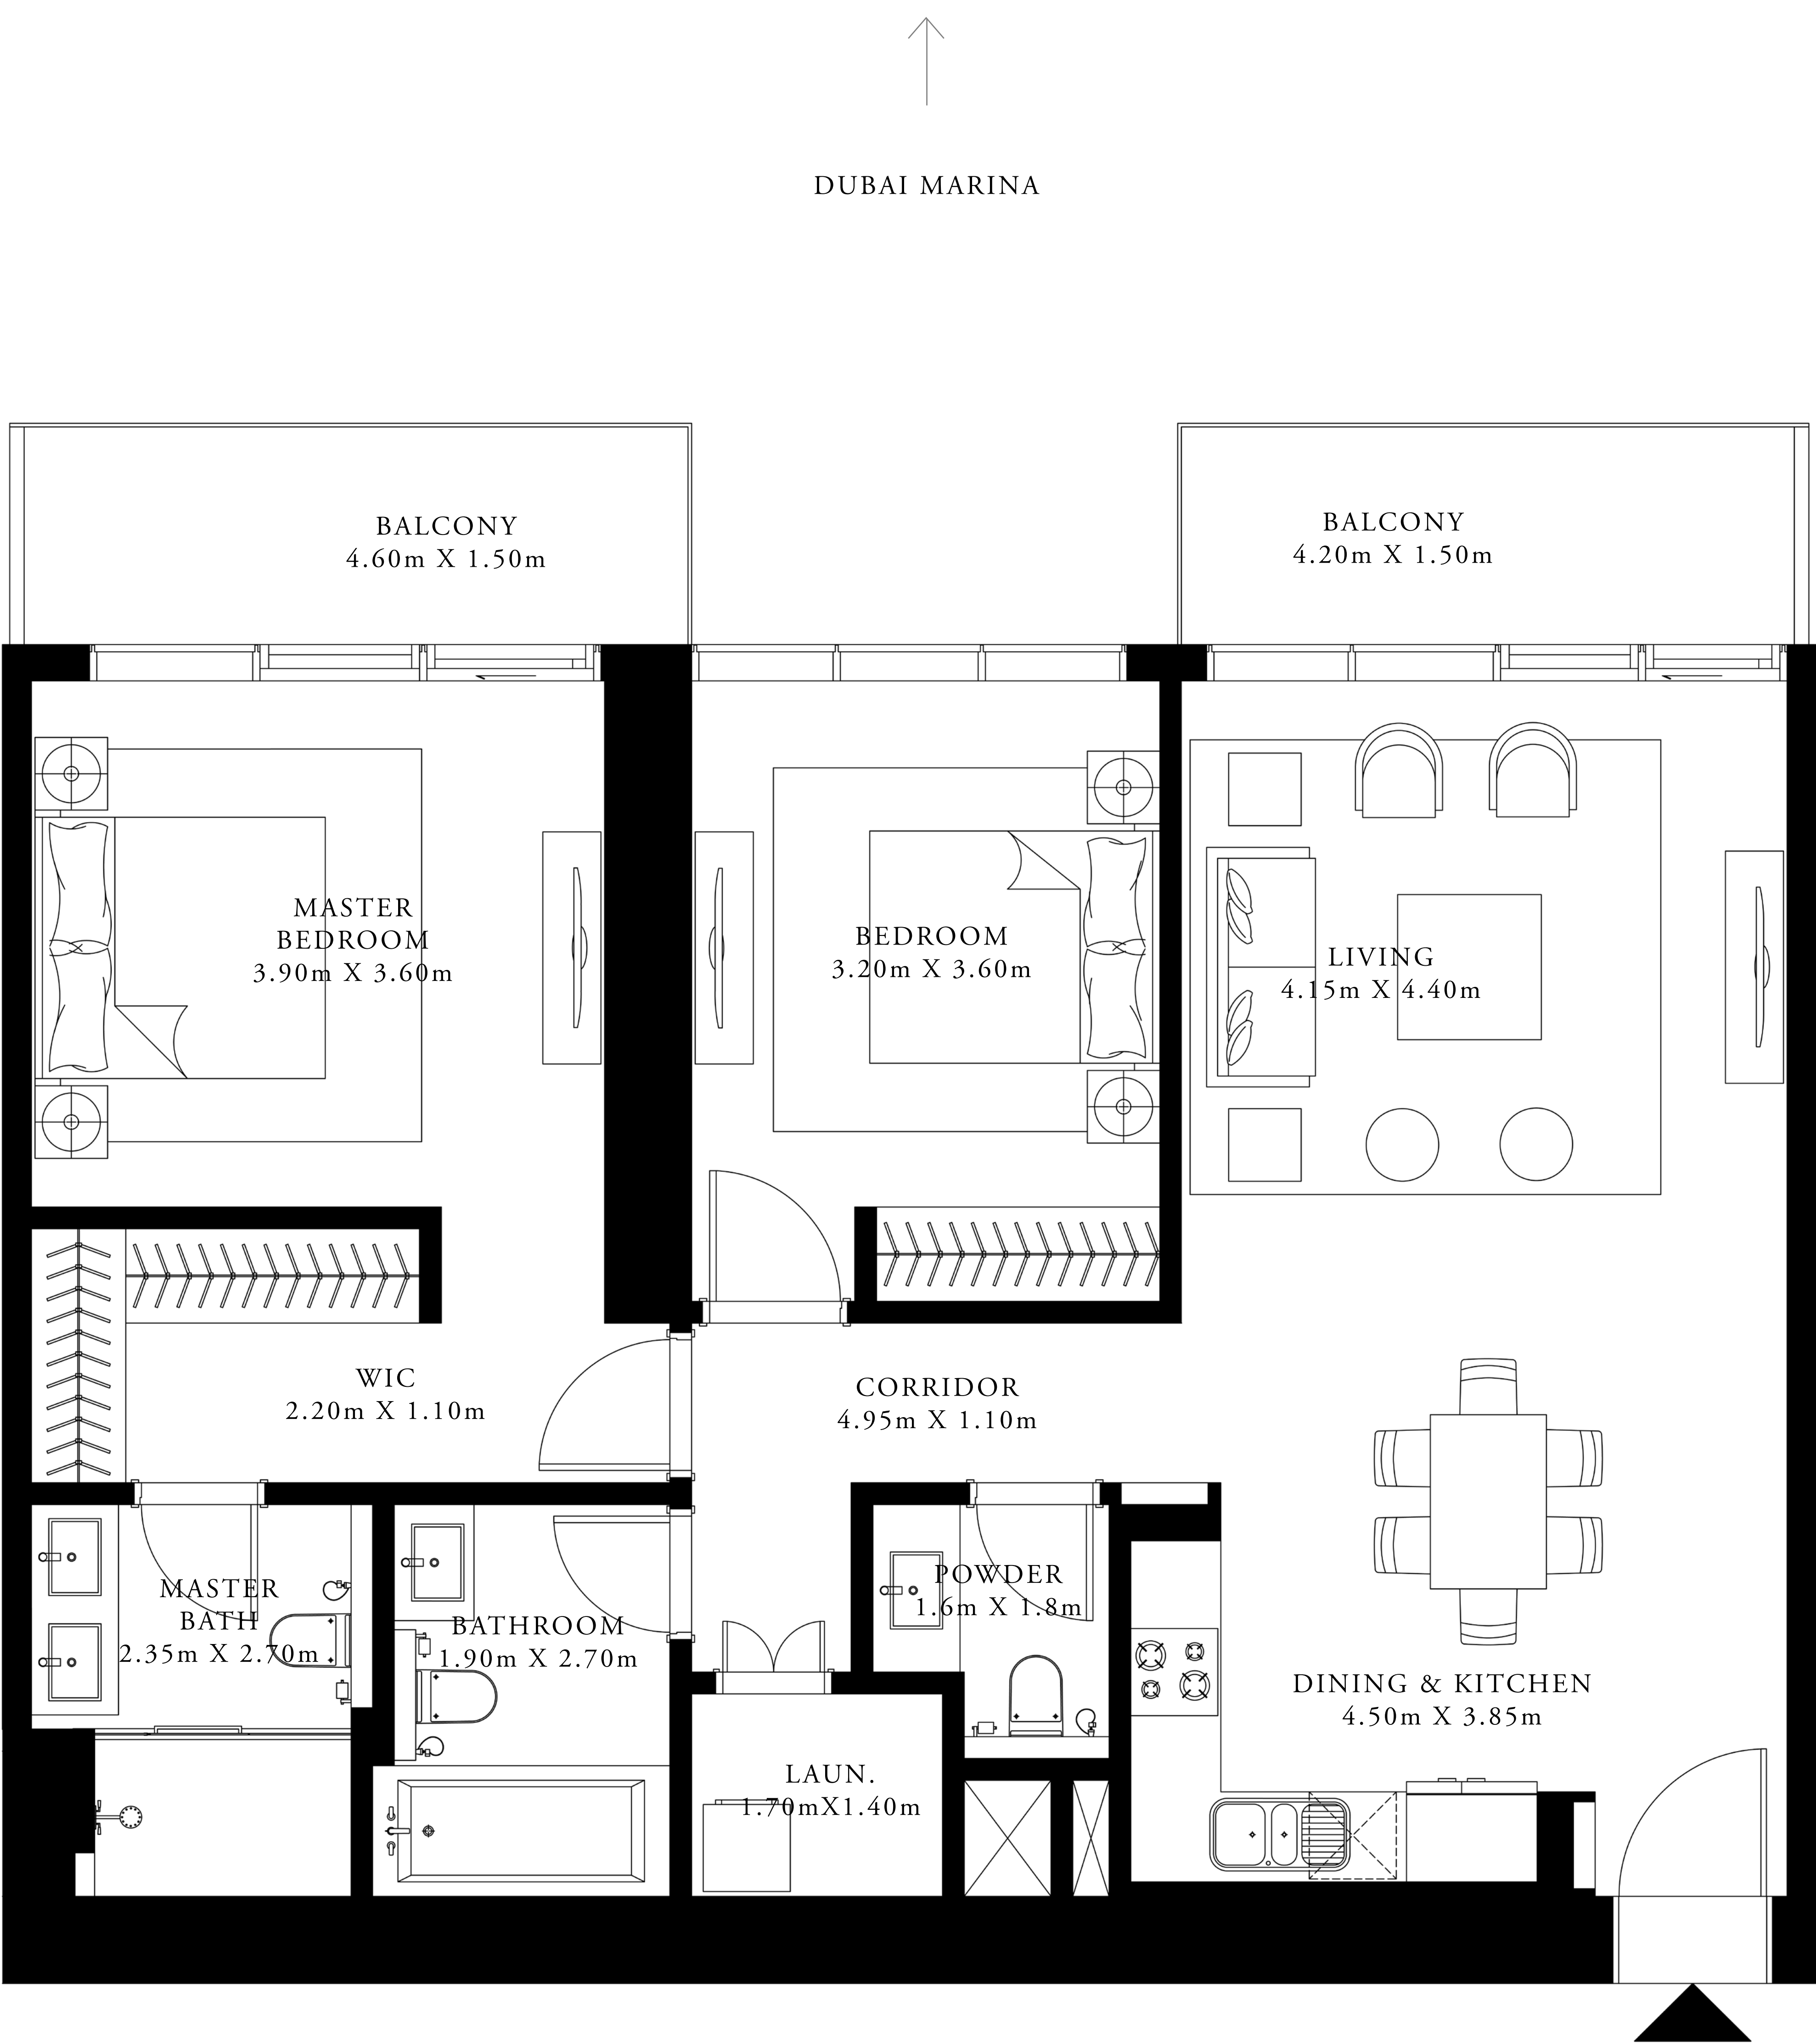 DUBAI MARINA
BALCONY
4.60m X 1.50m
BALCONY
4.20m X 1.50m
MASTER
BEDROOM
3.90m X 3.60m
BEDROOM
3.20m X 3.60m
LIVING
4.15m X 4.40m
WIC
2.20m X 1.10m
CORRIDOR
4.95m X 1.10m
MASTER
BATH
2.35m X 2.70m
BATHROOM
1.90m X 2.70m
POWDER
1.6m X 1.8m
DINING & KITCHEN
4.50m X 3.85m
LAUN.
1.70mX1.40m